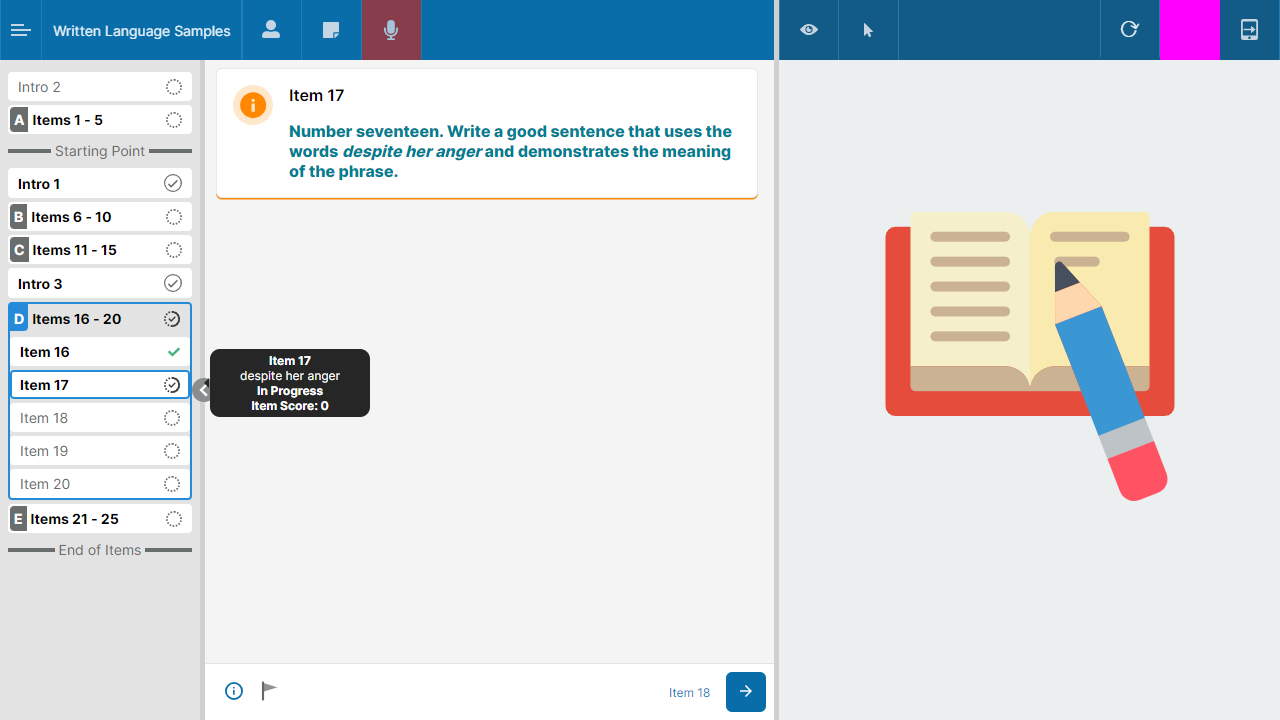 Written Language Samples
Intro 2
A Items 1 - 5
Starting Point
Intro 1
B Items 6 - 10
C Items 11 - 15
Intro 3
D Items 16 - 20
Item 16
Item 17
Item 18
Item 19
Item 20
E Items 21 - 25
End of Items
Item 17
Number seventeen. Write a good sentence that uses the
words despite her anger and demonstrates the meaning
of the phrase.
Item 17
despite her anger
In Progress
Item Score: 0
Item 18